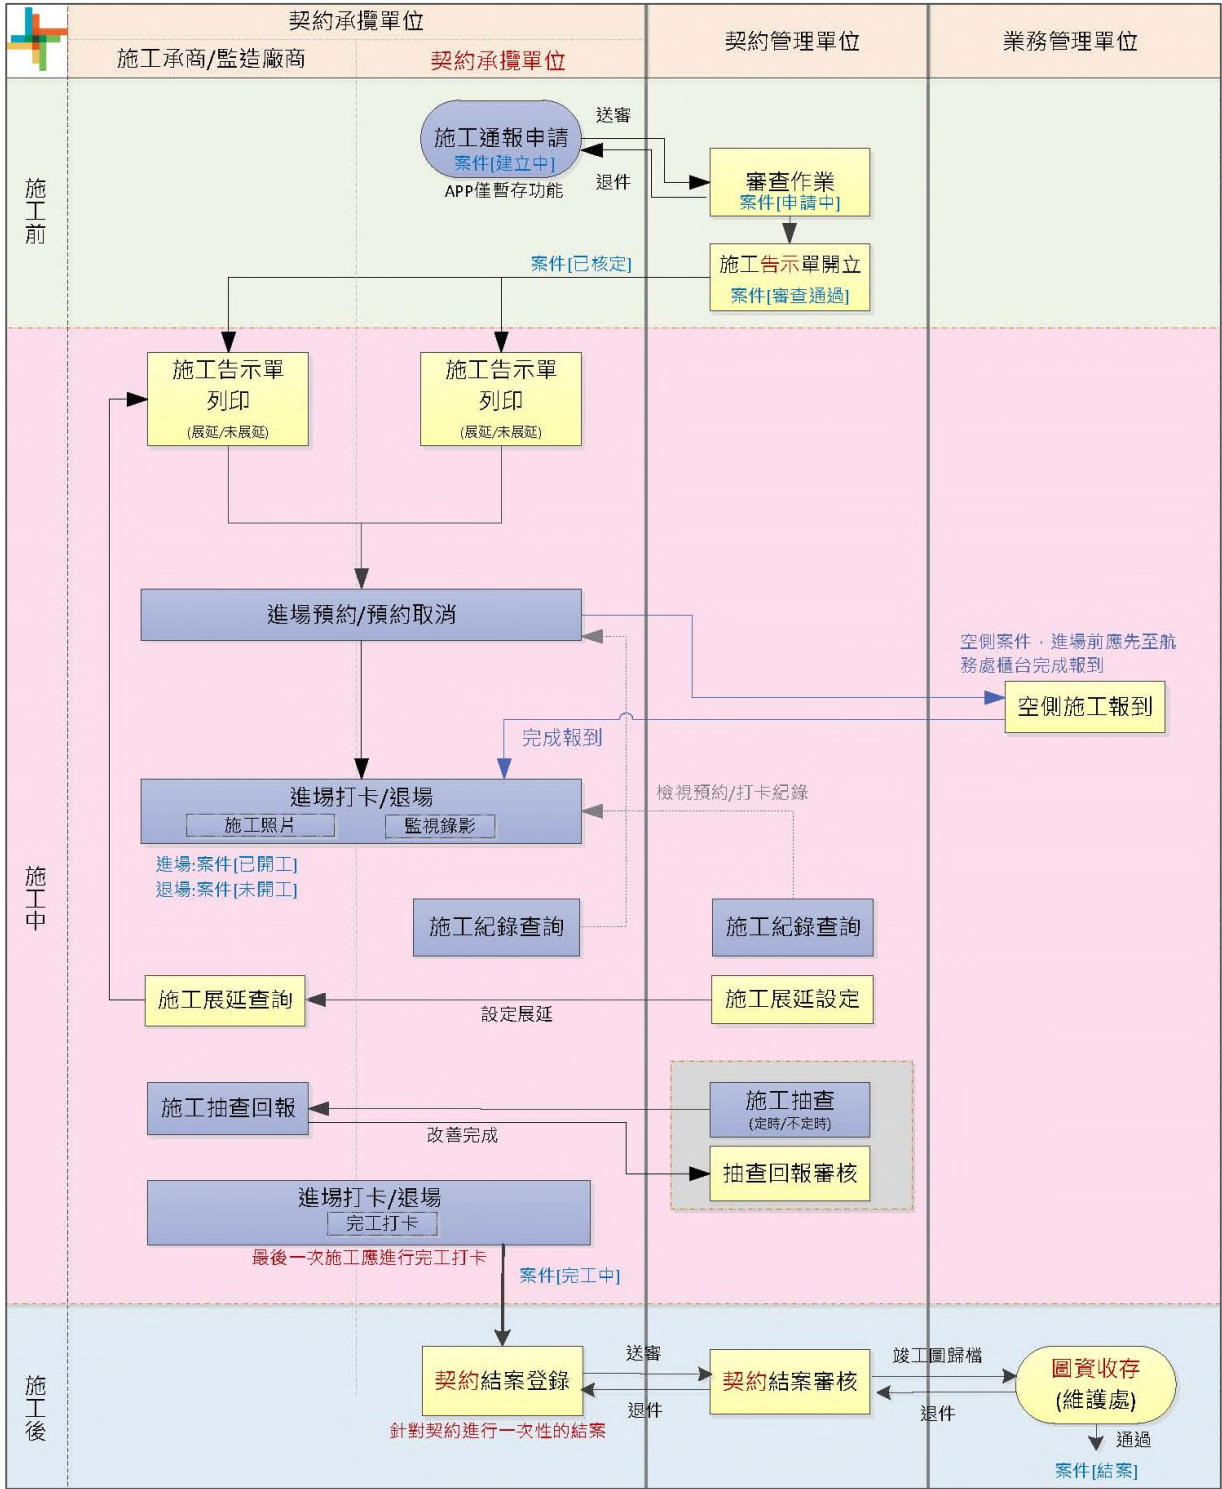 契約承攬單位
契約管理單位
業務管理單位
施工承商/監造廠商
契約承攬單位
施工前
施工通報申請
案件[建立中]
APP僅暫存功能
送審
退件
審查作業
案件[申請中]
施工告示單開立
案件[審查通過]
案件[已核定]
施工中
施工告示單
列印
(展延/未展延)
施工告示單
列印
(展延/未展延)
進場預約/預約取消
空側案件，進場前應先至航
務處櫃台完成報到
空側施工報到
完成報到
進場打卡/退場
施工照片
監視錄影
檢視預約/打卡紀錄
進場:案件[已開工]
退場:案件[未開工]
施工紀錄查詢
施工紀錄查詢
施工展延查詢
設定展延
施工展延設定
施工抽查回報
改善完成
施工抽查
(定時/不定時)
抽查回報審核
進場打卡/退場
完工打卡
最後一次施工應進行完工打卡
案件[完工中]
施工後
契約結案登錄
針對契約進行一次性的結案
送審
退件
契約結案審核
竣工圖歸檔
退件
圖資收存
(維護處)
通過
案件[結案]